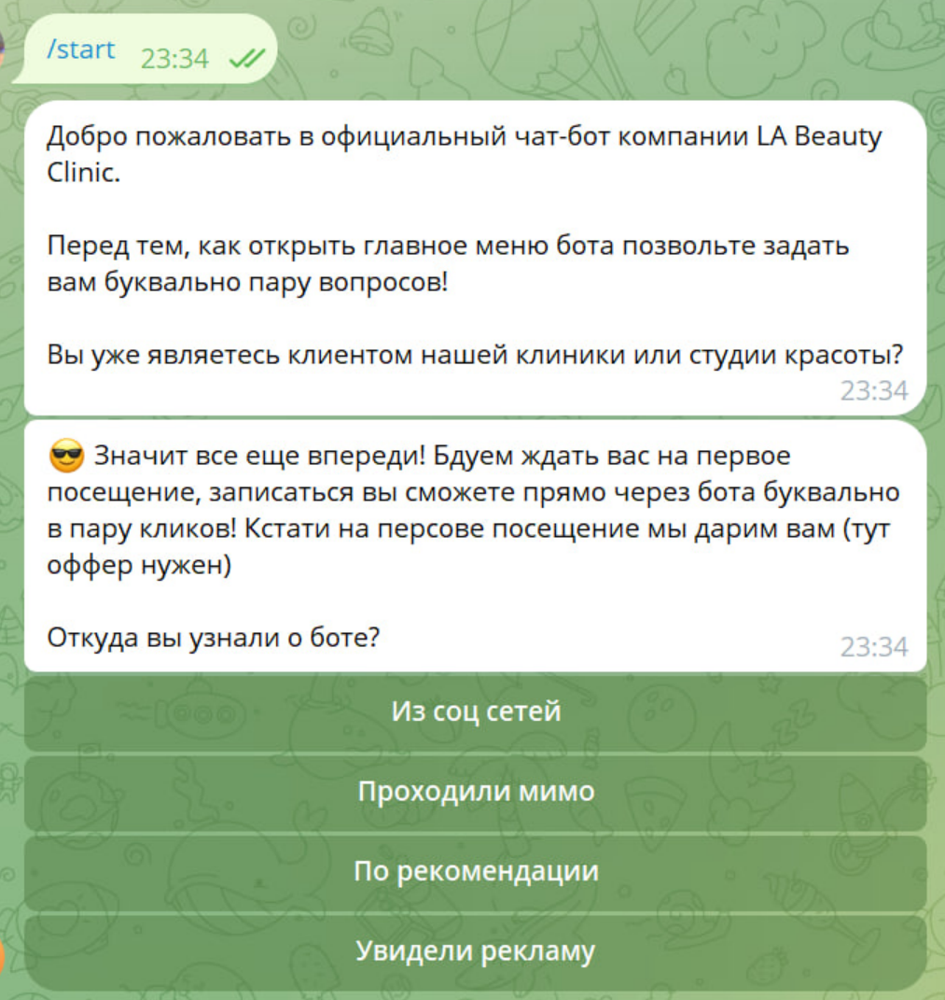 /start 23:34
Добро пожаловать в официальный чат-бот компании LA Beauty
Clinic.
Перед тем, как открыть главное меню бота позвольте задать
вам буквально пару вопросов!
Вы уже являетесь клиентом нашей клиники или студии красоты?
23:34
😎 Значит все еще впереди! Бдуем ждать вас на первое
посещение, записаться вы сможете прямо через бота буквально
в пару кликов! Кстати на персове посещение мы дарим вам (тут
оффер нужен)
Откуда вы узнали о боте?
23:34
Из соц сетей
Проходили мимо
По рекомендации
Увидели рекламу